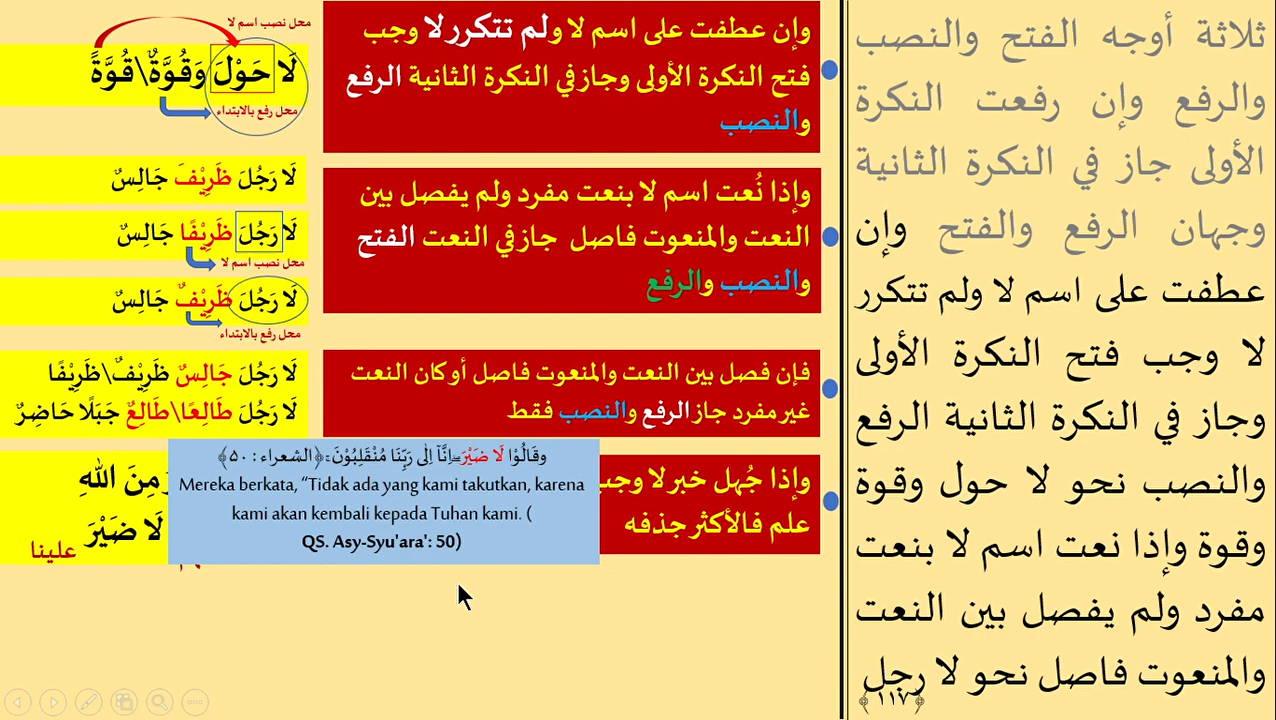 ثلاثة أوجه الفتح والنصب
والرفع وإن رفعت النكرة
الأولى جاز في النكرة الثانية
وجهان الرفع والفتح وإن
عطفت على اسم لا ولم تتكرر
لا وجب فتح النكرة الأولى
وجاز في النكرة الثانية الرفع
والنصب نحو لا حول وقوة
وقوة وإذا نعت اسم لا بنعت
مفرد ولم يفصل بين النعت
والمنعوت فاصل نحو لا رجل
﴿١١٧﴾
وإن عطفت على اسم لا ولم تتكرر لا وجب
فتح النكرة الأولى وجاز في النكرة الثانية الرفع
والنصب
محل نصب اسم لا
لَا حَوْلَ وَقُوَّةٌ\قُوَّةً
محل رفع بالابتداء
وإذا نُعت اسم لا بنعت مفرد ولم يفصل بين
النعت والمنعوت فاصل جاز في النعت الفتح
والنصب والرفع
لَا رَجُلَ ظَرِيْفَ جَالِسٌ
لَا رَجُلَ ظَرِيْفًا جَالِسٌ
محل نصب اسم لا
لَا رَجُلَ ظَرِيْفٌ جَالِسٌ
محل رفع بالابتداء
فإن فصل بين النعت والمنعوت فاصل أو كان النعت
غير مفرد جاز الرفع والنصب فقط
لَا رَجُلَ جَالِسٌ ظَرِيْفٌ\ظَرِيْفًا
لَا رَجُلَ طَالِعًا\طَالِعٌ جَبَلًا حَاضِرٌ
وإذا جُهل خبر لا وجب
علم فالأكثر جذفه
مِنَ اللهِ
لَا ضَيْرَ
علينا
وقَالُوْا لَا ضَيْرَ اِنَّآ اِلٰى رَبِّنَا مُنْقَلِبُوْنَ ﴿الشعراء : ٥٠﴾
Mereka berkata, “Tidak ada yang kami takutkan, karena
kami akan kembali kepada Tuhan kami. (
QS. Asy-Syu'ara': 50)